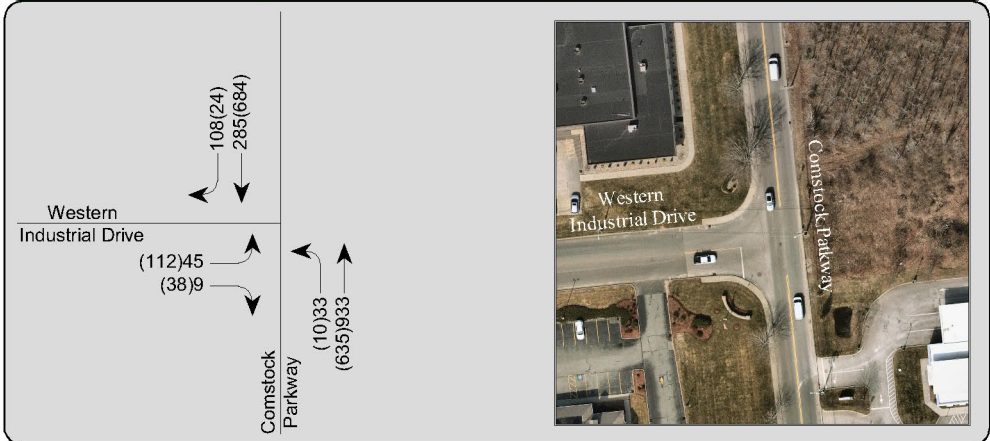 108(24)
285(684)
Western
Industrial Drive
(112)45
(38)9
(10)33
(635)933
Comstock
Parkway
Western
Industrial Drive
Comstock Parkway